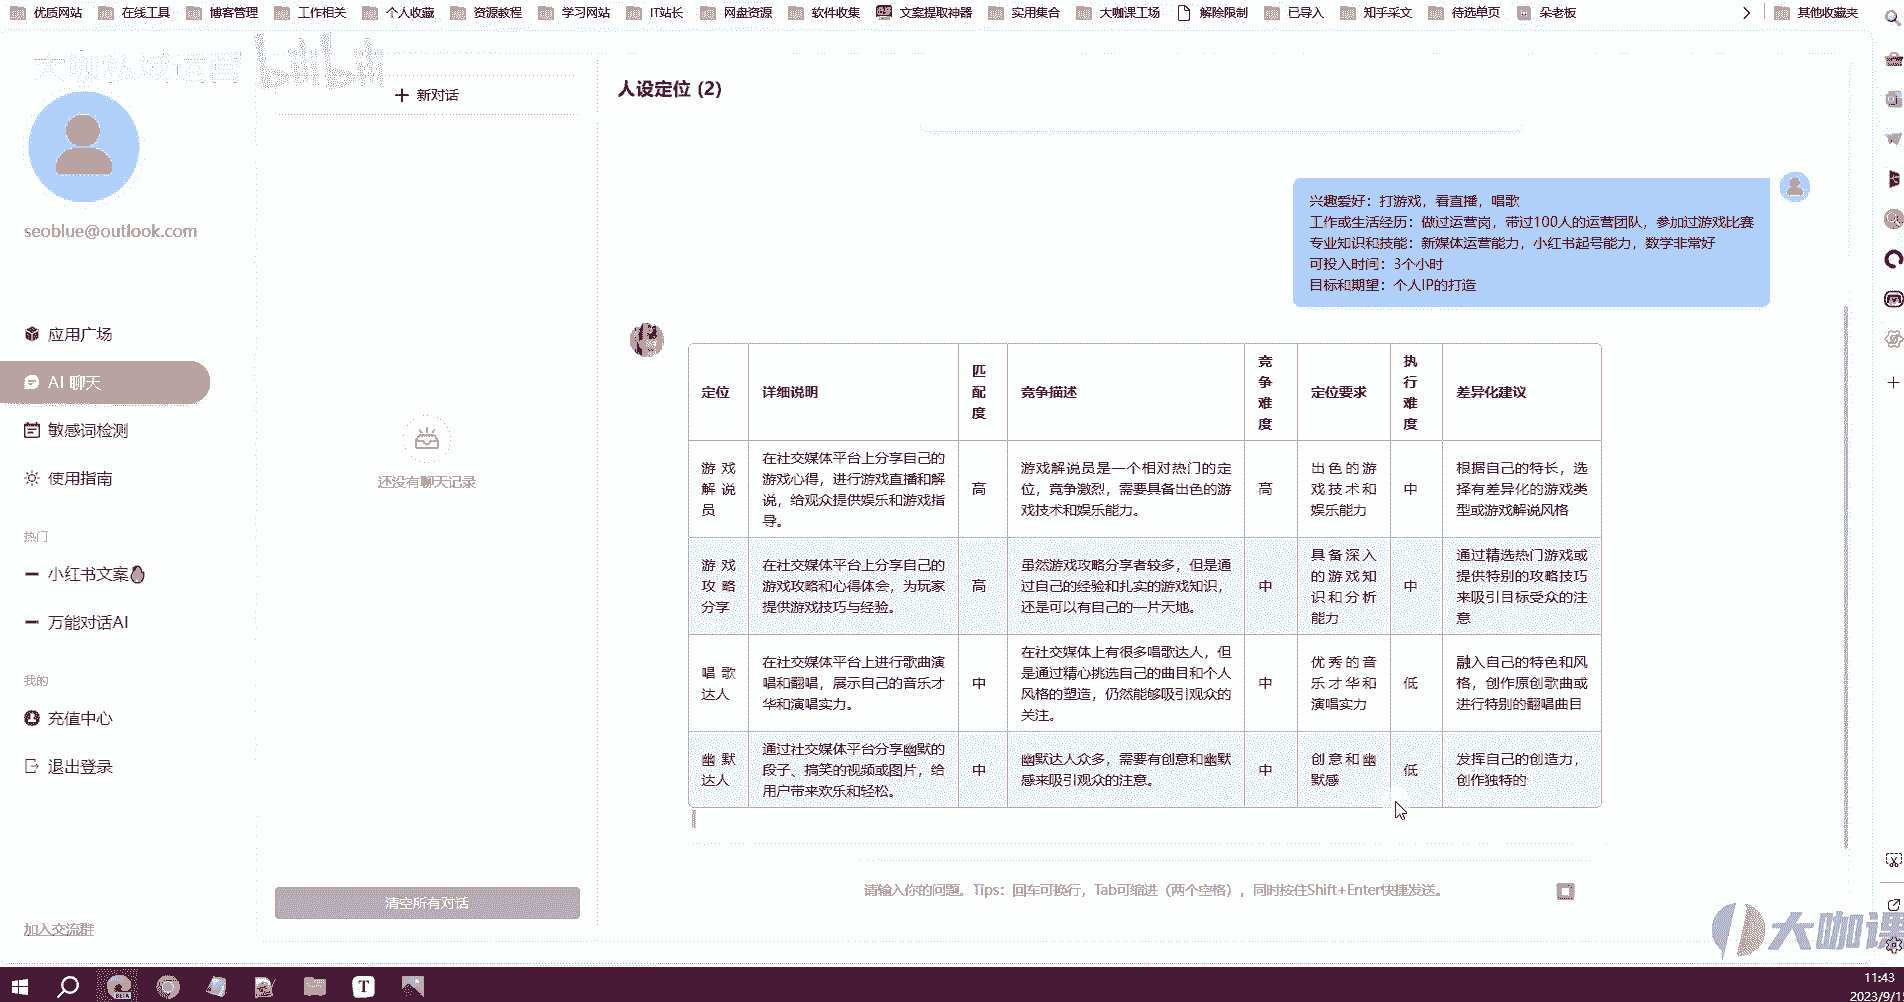 优质网站 在线工具 博客管理 工作相关 个人收藏 资源教程 学习网站 IT站长 网盘资源 软件收集 文案提取神器 实用集合 大咖课工场 解除限制 已导入 知乎采文 待选单页 朵老板 其他收藏夹
大咖私域运营 bilibili
seoblue@outlook.com
应用广场
AI 聊天
敏感词检测
使用指南
热门
小红书文案
万能对话AI
我的
充值中心
退出登录
加入交流群
新对话
还没有聊天记录
清空所有对话
人设定位 (2)
兴趣爱好：打游戏，看直播，唱歌
工作或生活经历：做过运营岗，带过100人的运营团队，参加过游戏比赛
专业知识和技能：新媒体运营能力，小红书起号能力，数学非常好
可投入时间：3个小时
目标和期望：个人IP的打造
定位 详细说明 匹配度 竞争描述 竞争难度 定位要求 执行难度 差异化建议
游戏解说员 在社交媒体平台上分享自己的游戏心得，进行游戏直播和解说，给观众提供娱乐和游戏指导。 高 游戏解说员是一个相对热门的定位，竞争激烈，需要具备出色的游戏技术和娱乐能力。 高 出色的游戏技术和娱乐能力 中 根据自己的特长，选择有差异化的游戏类型或游戏解说风格
游戏攻略分享 在社交媒体平台上分享自己的游戏攻略和心得体会，为玩家提供游戏技巧与经验。 高 虽然游戏攻略分享者较多，但是通过自己的经验和扎实的游戏知识，还是可以有自己的一片天地。 中 具备深入的游戏知识和分析能力 中 通过精选热门游戏或提供特别的攻略技巧来吸引目标受众的注意
唱歌达人 在社交媒体平台上进行歌曲演唱和翻唱，展示自己的音乐才华和演唱实力。 中 在社交媒体上有很多唱歌达人，但是通过精心挑选自己的曲目和个人风格的塑造，仍然能够吸引观众的关注。 中 优秀的音乐才华和演唱实力 低 融入自己的特色和风格，创作原创歌曲或进行特别的翻唱曲目
幽默达人 通过社交媒体平台分享幽默的段子、搞笑的视频或图片，给用户带来欢乐和轻松。 中 幽默达人众多，需要有创意和幽默感来吸引观众的注意。 中 创意和幽默感 低 发挥自己的创造力，创作独特的
请输入你的问题。Tips：回车可换行，Tab可缩进（两个空格），同时按住Shift+Enter快捷发送。
大咖课
11:43